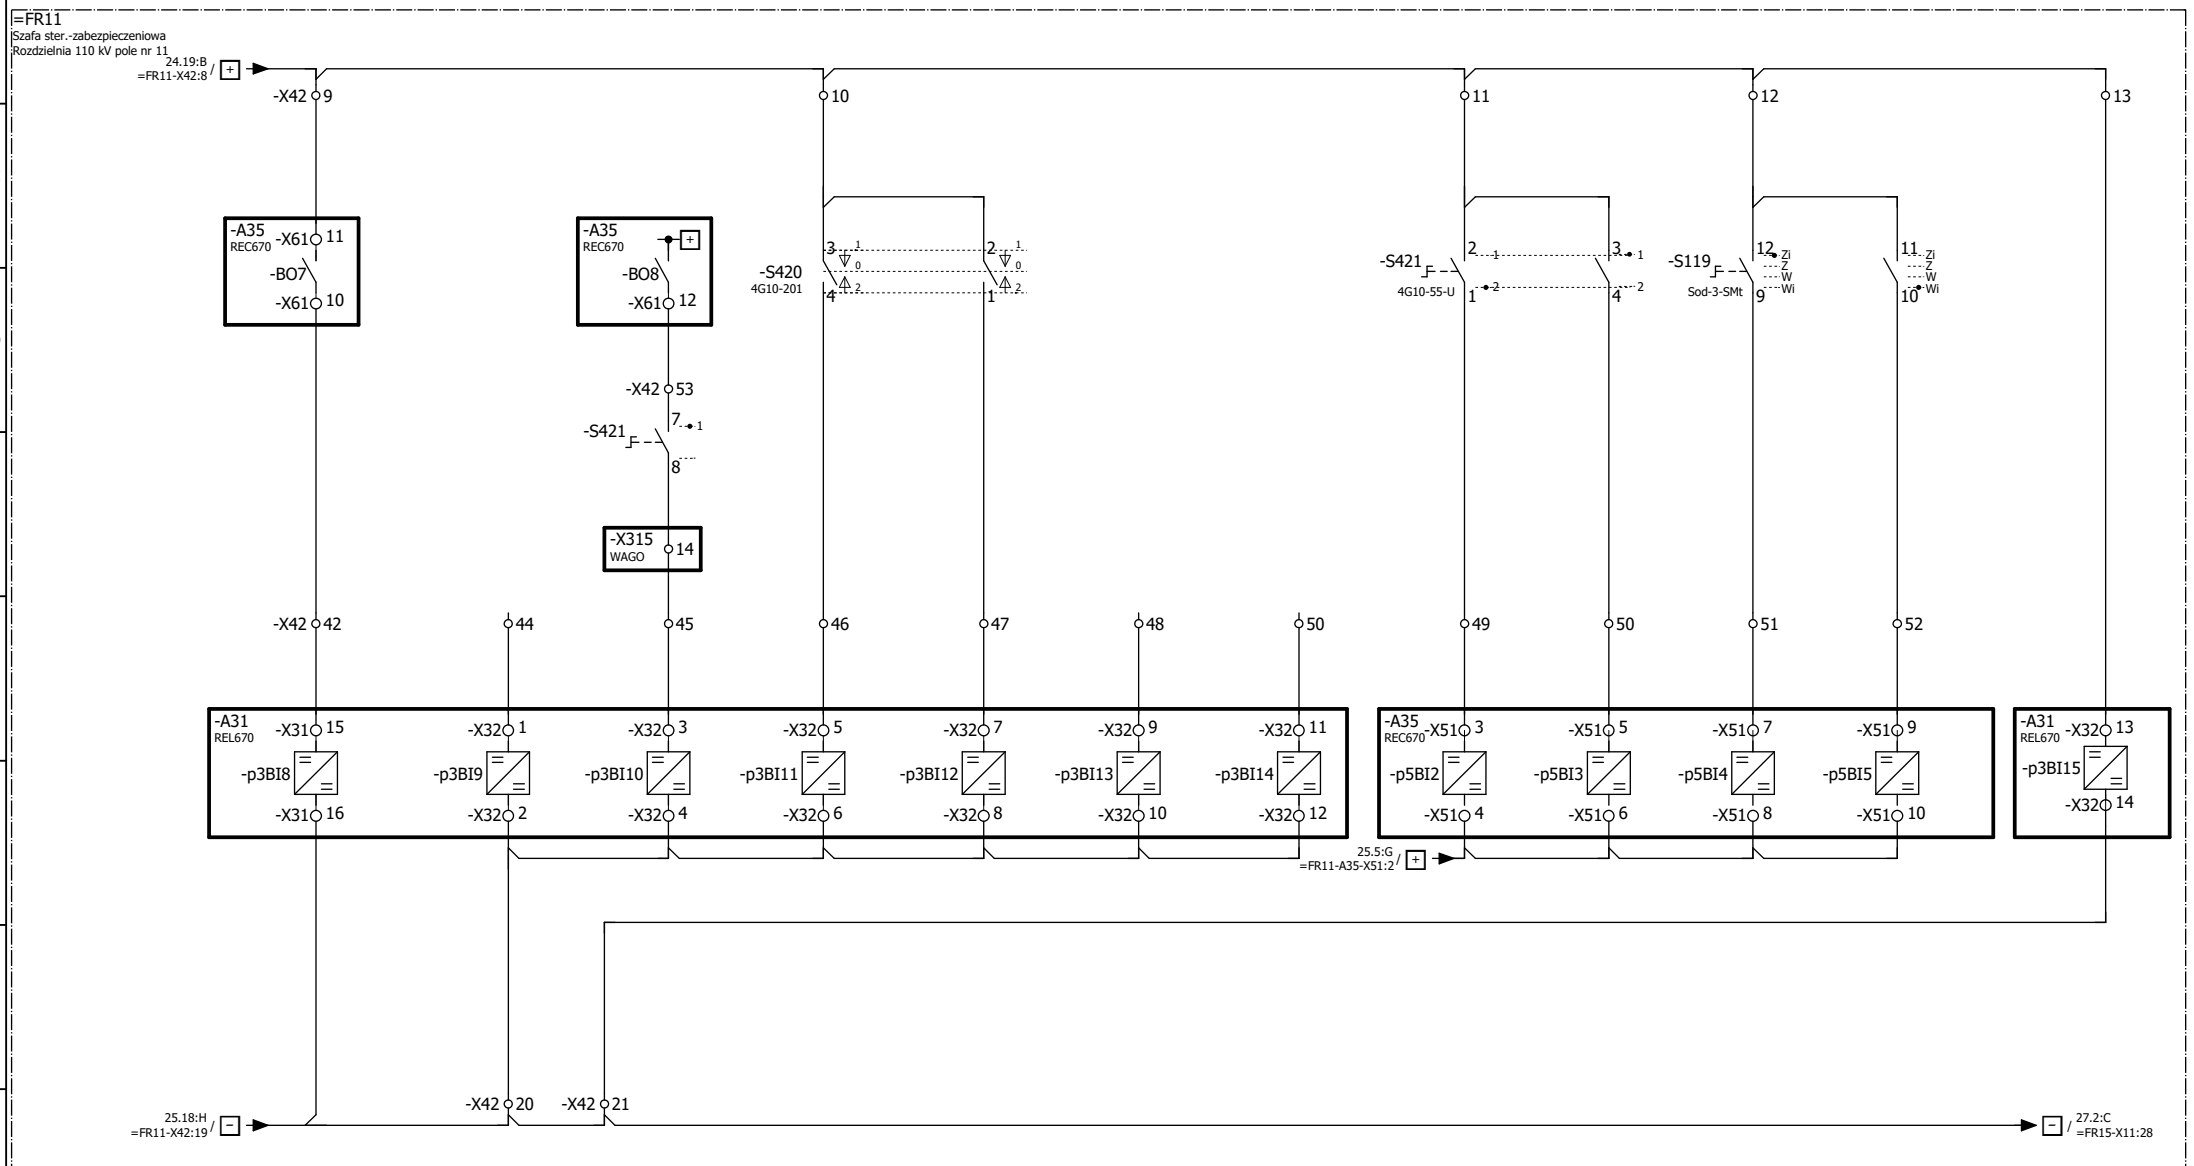 =FR11
Szafa ster.-zabezpieczeniowa
Rozdzielnia 110 kV pole nr 11
24.19:B
=FR11-X42:8 / +
-X42 9
10
11
12
13
-A35
REC670
-X61 11
-BO7
-X61 10
-A35
REC670
+
-BO8
-X61 12
-S420
4G10-201
3 1
0
4 2
2 1
0
1 2
-S421
4G10-55-U
2 1
1 2
3 1
4 2
-S119
Sod-3-SMt
12 Zi
Z
W
9 Wi
11 Zi
Z
W
10 Wi
-X42 53
-S421
7 1
8
-X315
WAGO
14
-X42 42
44
45
46
47
48
50
49
50
51
52
-A31
REL670
-X31 15
-p3BI8
-X31 16
-X32 1
-p3BI9
-X32 2
-X32 3
-p3BI10
-X32 4
-X32 5
-p3BI11
-X32 6
-X32 7
-p3BI12
-X32 8
-X32 9
-p3BI13
-X32 10
-X32 11
-p3BI14
-X32 12
-A35
REC670
-X51 3
-p5BI2
-X51 4
-X51 5
-p5BI3
-X51 6
-X51 7
-p5BI4
-X51 8
-X51 9
-p5BI5
-X51 10
-A31
REL670
-X32 13
-p3BI15
-X32 14
25.5:G
=FR11-A35-X51:2 / +
-X42 20
-X42 21
25.18:H
=FR11-X42:19 / −
− / 27.2:C
=FR15-X11:28